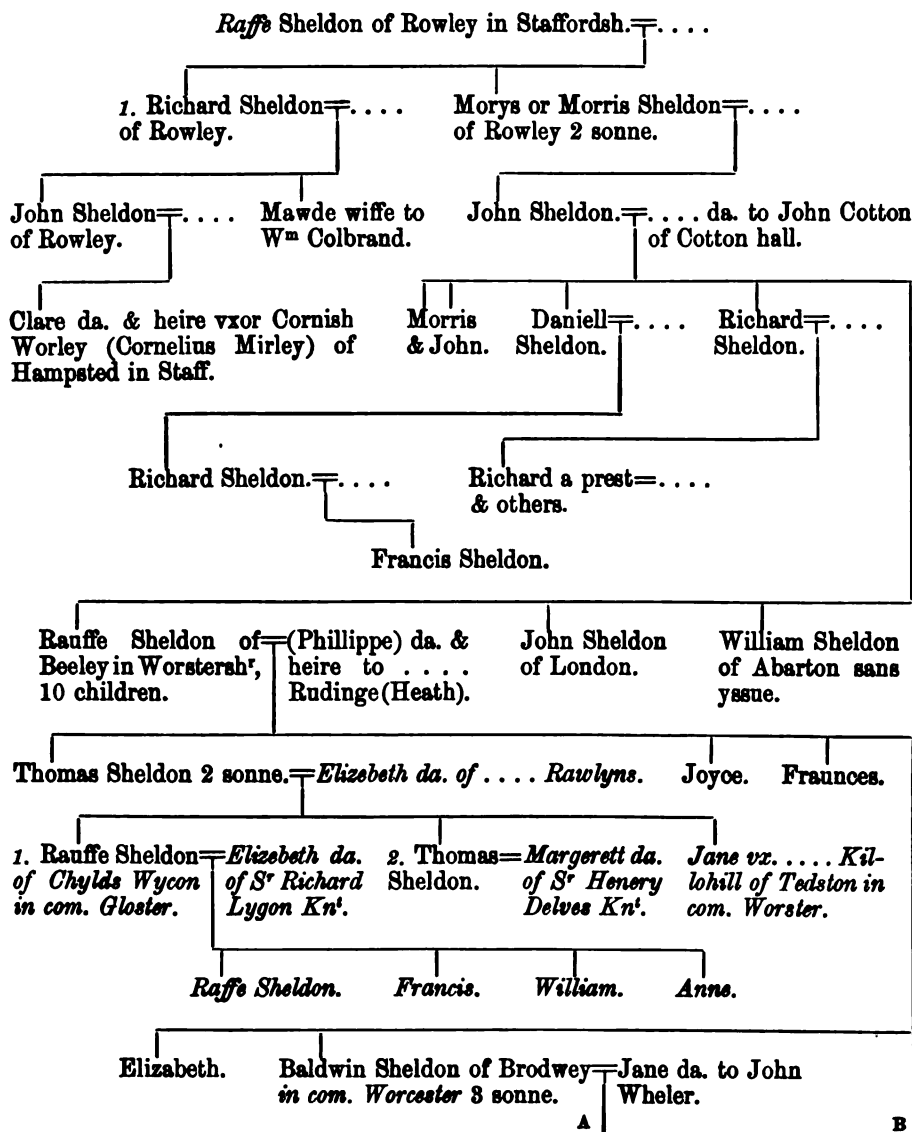 Raffe Sheldon of Rowley in Staffordsh.=. . . .
1. Richard Sheldon=. . . .
of Rowley.
Morys or Morris Sheldon=. . . .
of Rowley 2 sonne.
John Sheldon=. . . .
of Rowley.
Mawde wiffe to
Wᵐ Colbrand.
John Sheldon.=. . . . da. to John Cotton
of Cotton hall.
Clare da. & heire vxor Cornish
Worley (Cornelius Mirley) of
Hampsted in Staff.
Morris
& John.
Daniell=. . . .
Sheldon.
Richard=. . . .
Sheldon.
Richard Sheldon.=. . . .
Richard a prest=. . . .
& others.
Francis Sheldon.
Rauffe Sheldon of=(Phillippe) da. &
Beeley in Worstershʳ, heire to . . . .
10 children. Rudinge (Heath).
John Sheldon
of London.
William Sheldon
of Abarton sans
yssue.
Thomas Sheldon 2 sonne.=Elizebeth da. of . . . . Rawlyns.
Joyce.
Fraunces.
1. Rauffe Sheldon=Elizebeth da.
of Chylds Wycon of Sʳ Richard
in com. Gloster. Lygon Knᵗ.
2. Thomas=Margerett da.
Sheldon. of Sʳ Henery
Delves Knᵗ.
Jane vx. . . . . . Kil-
lohill of Tedston in
com. Worster.
Raffe Sheldon.
Francis.
William.
Anne.
Elizabeth.
Baldwin Sheldon of Brodwey=Jane da. to John
in com. Worcester 3 sonne. Wheler.
A
B